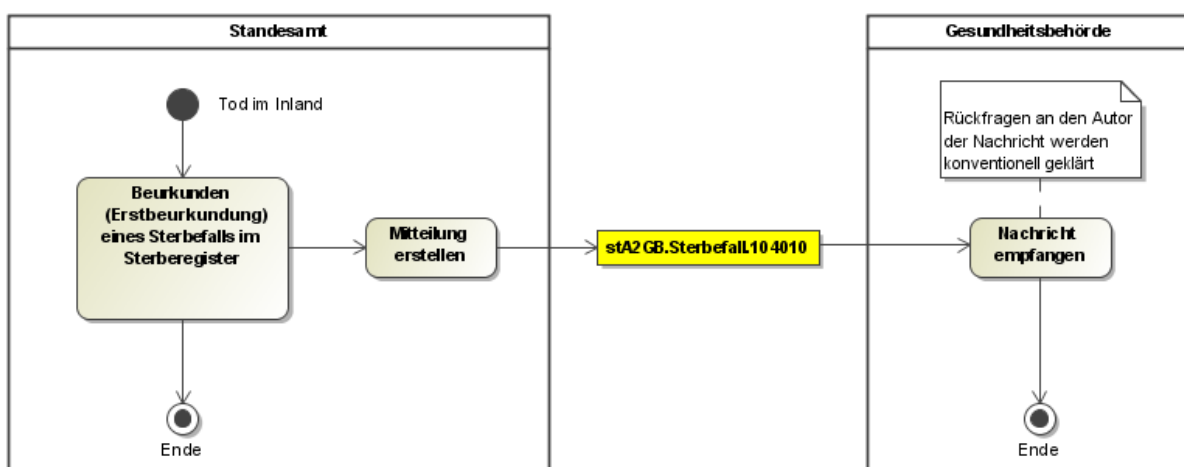 Standesamt
Gesundheitsbehörde
Tod im Inland
Rückfragen an den Autor
der Nachricht werden
konventionell geklärt
Beurkunden
(Erstbeurkundung)
eines Sterbefalls im
Sterberegister
Mitteilung
erstellen
stA2GB.Sterbefall.104010
Nachricht
empfangen
Ende
Ende